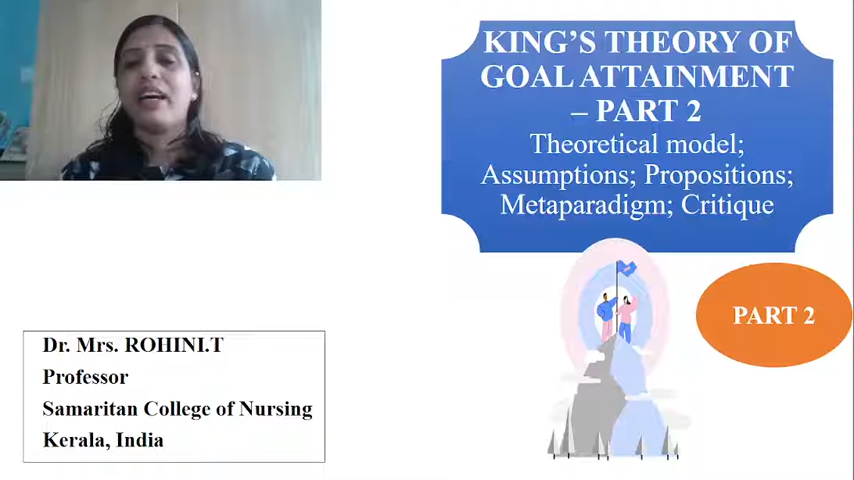 KING'S THEORY OF
GOAL ATTAINMENT
– PART 2
Theoretical model;
Assumptions; Propositions;
Metaparadigm; Critique
PART 2
Dr. Mrs. ROHINI.T
Professor
Samaritan College of Nursing
Kerala, India